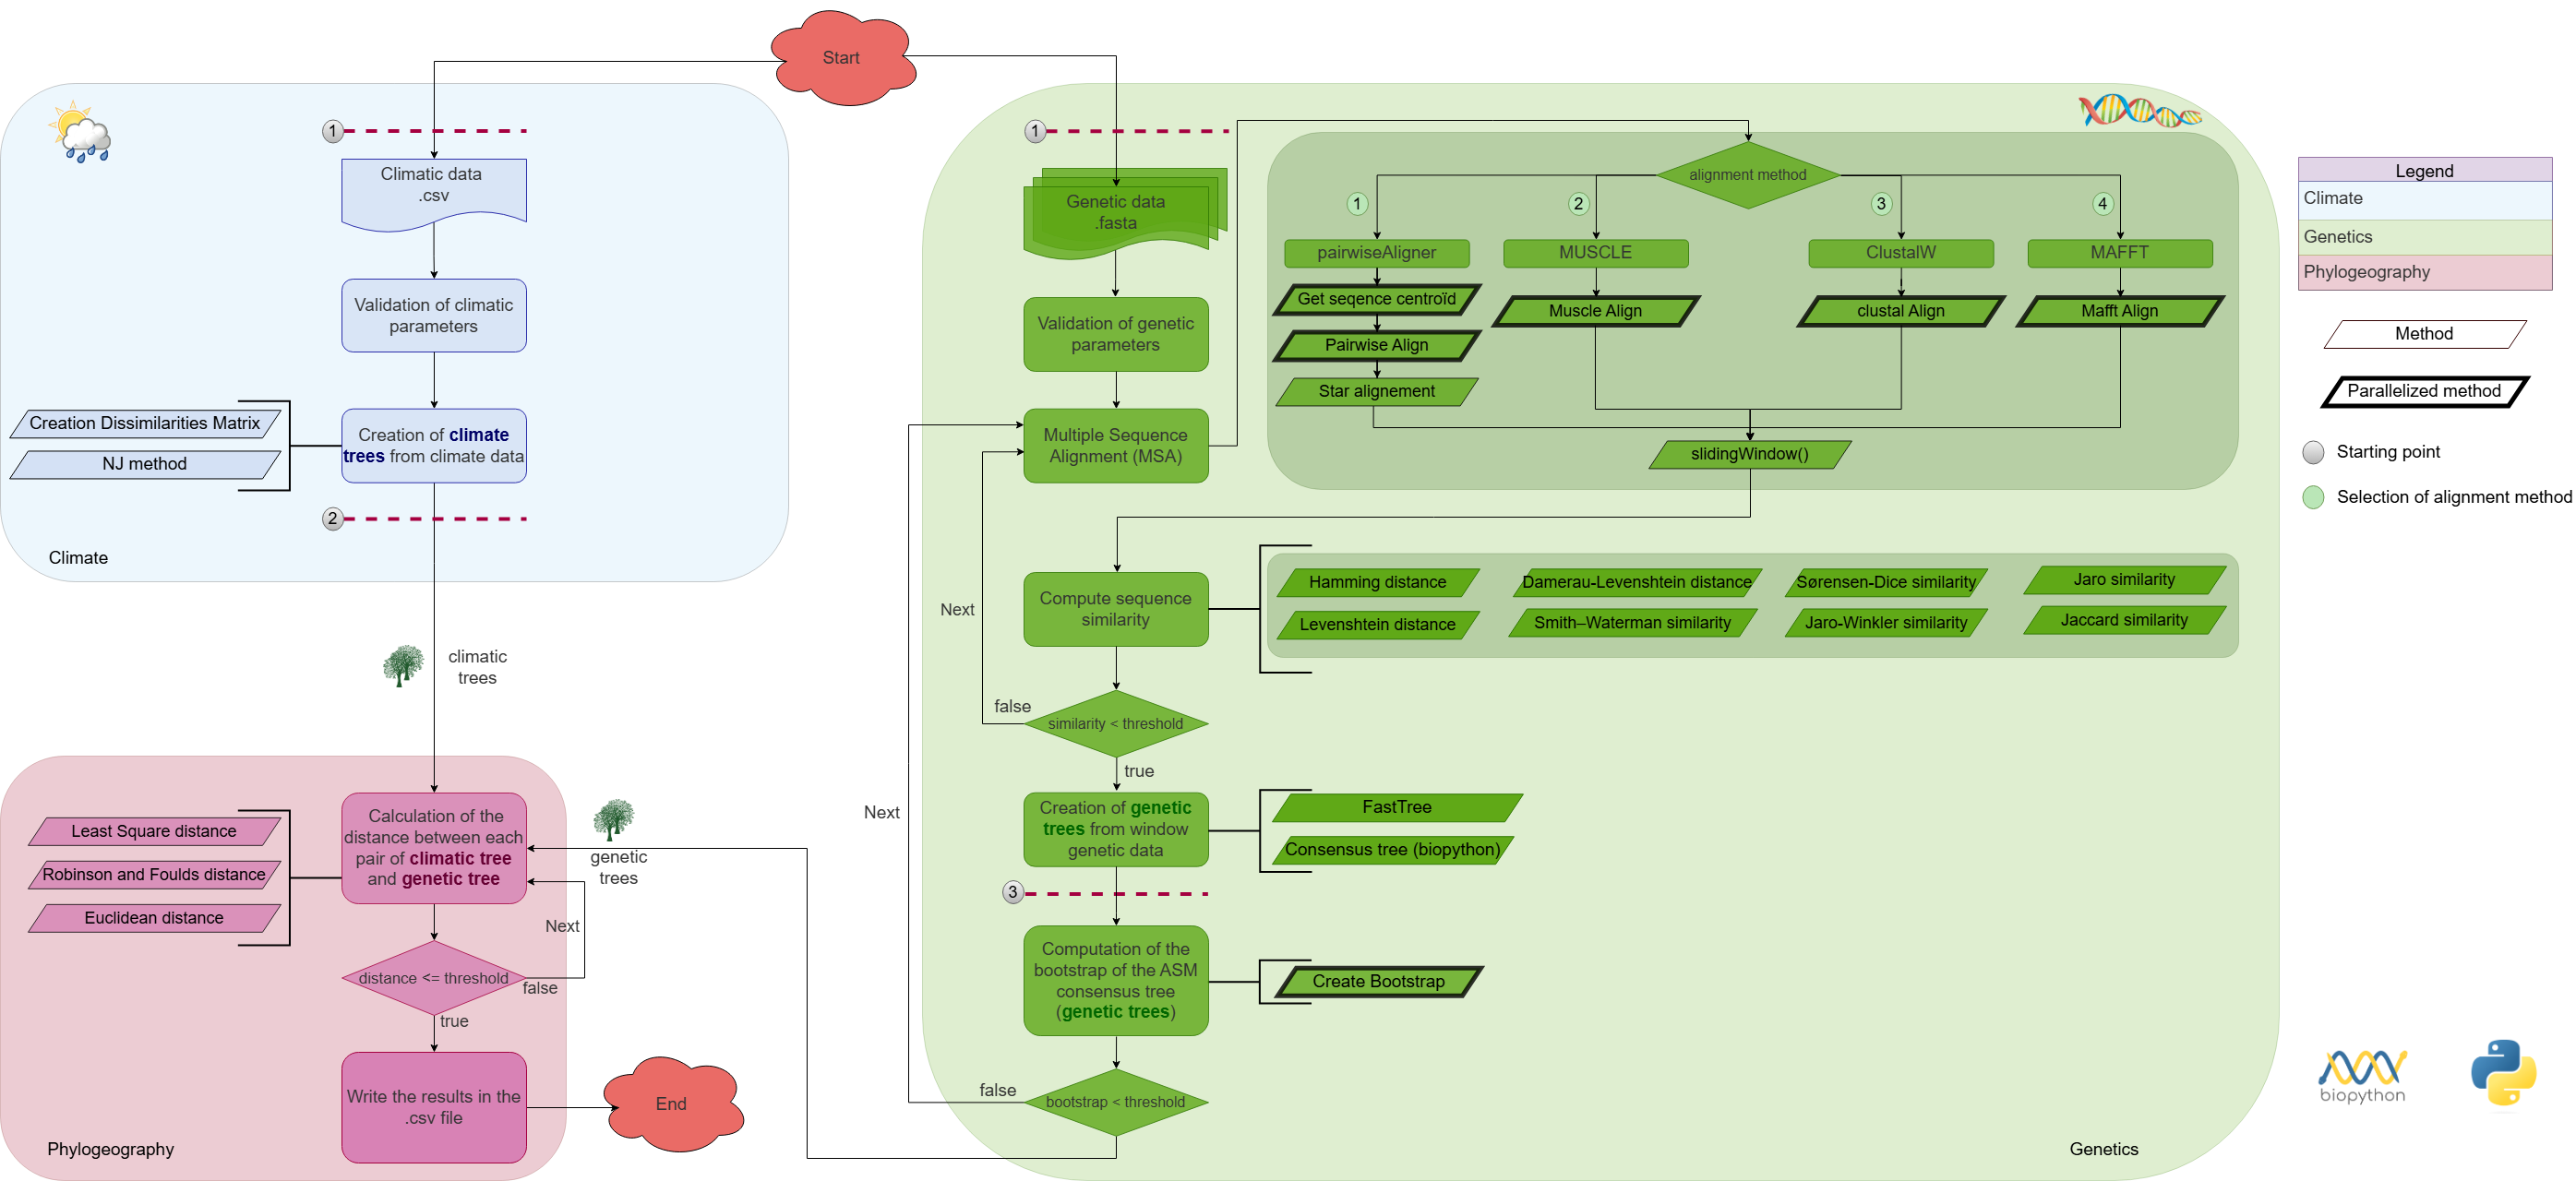 Start
1
Climatic data
.csv
Validation of climatic
parameters
Creation Dissimilarities Matrix
NJ method
Creation of climate
trees from climate data
2
Climate
climatic
trees
1
Genetic data
.fasta
Validation of genetic
parameters
Multiple Sequence
Alignment (MSA)
alignment method
1
2
3
4
pairwiseAligner
MUSCLE
ClustalW
MAFFT
Get seqence centroïd
Pairwise Align
Star alignement
Muscle Align
clustal Align
Mafft Align
slidingWindow()
Compute sequence
similarity
Hamming distance
Damerau-Levenshtein distance
Sørensen-Dice similarity
Jaro similarity
Levenshtein distance
Smith–Waterman similarity
Jaro-Winkler similarity
Jaccard similarity
Next
false
similarity < threshold
true
Creation of genetic
trees from window
genetic data
FastTree
Consensus tree (biopython)
3
Computation of the
bootstrap of the ASM
consensus tree
(genetic trees)
Create Bootstrap
Next
false
bootstrap < threshold
Genetics
genetic
trees
Least Square distance
Robinson and Foulds distance
Euclidean distance
Calculation of the
distance between each
pair of climatic tree
and genetic tree
Next
distance <= threshold
false
true
Write the results in the
.csv file
End
Phylogeography
Legend
Climate
Genetics
Phylogeography
Method
Parallelized method
Starting point
Selection of alignment method
biopython